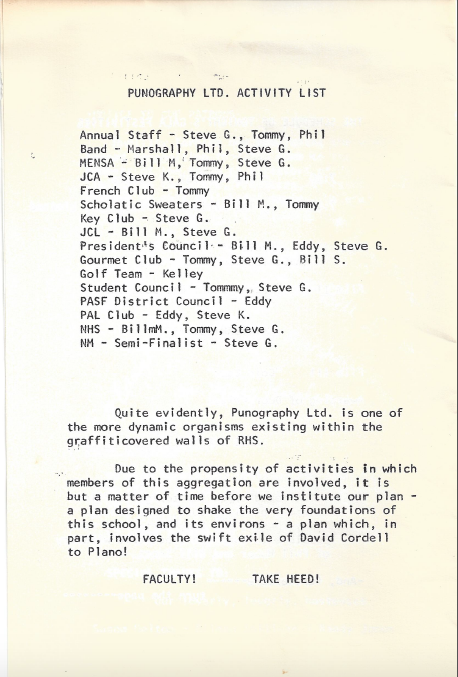 PUNOGRAPHY LTD. ACTIVITY LIST
Annual Staff - Steve G., Tommy, Phil
Band - Marshall, Phil, Steve G.
MENSA - Bill M, Tommy, Steve G.
JCA - Steve K., Tommy, Phil
French Club - Tommy
Scholatic Sweaters - Bill M., Tommy
Key Club - Steve G.
JCL - Bill M., Steve G.
President's Council - Bill M., Eddy, Steve G.
Gourmet Club - Tommy, Steve G., Bill S.
Golf Team - Kelley
Student Council - Tommmy, Steve G.
PASF District Council - Eddy
PAL Club - Eddy, Steve K.
NHS - BillmM., Tommy, Steve G.
NM - Semi-Finalist - Steve G.
Quite evidently, Punography Ltd. is one of
the more dynamic organisms existing within the
graffiticovered walls of RHS.
Due to the propensity of activities in which
members of this aggregation are involved, it is
but a matter of time before we institute our plan -
a plan designed to shake the very foundations of
this school, and its environs - a plan which, in
part, involves the swift exile of David Cordell
to Plano!
FACULTY! TAKE HEED!